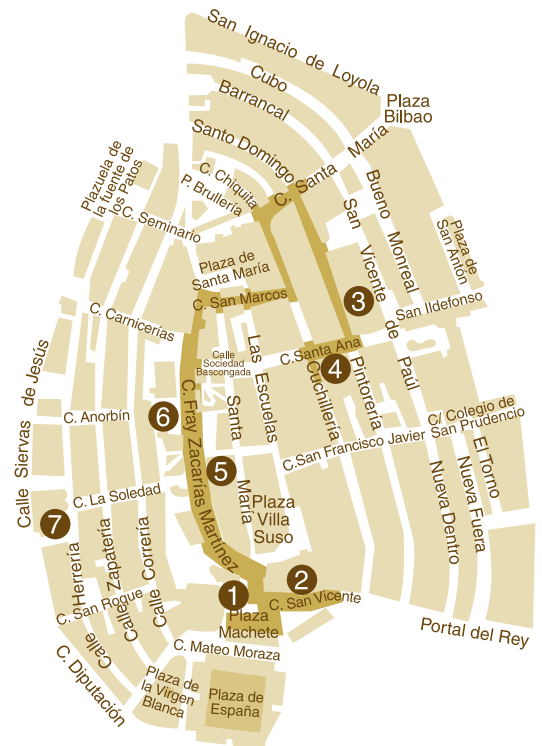 San Ignacio de Loyola
Cubo
Barrancal
Plaza
Bilbao
Santo Domingo
C. Santa María
C. Chiquita
P. Brullería
Plazuela de
la fuente de
los Patos
C. Seminario
Bueno Monreal
San Vicente de Paúl
Plaza de
San Antón
Plaza de
Santa María
C. San Marcos
3
San Ildefonso
C. Carnicerías
Las Escuelas
C. Santa Ana
4
Calle
Sociedad
Bascongada
Cuchillería
Pintorería
Calle Siervas de Jesús
C. Anorbín
6
C. Fray Zacarías Martínez
Santa María
C/ Colegio de
San Prudencio
C. San Francisco Javier
El Torno
5
C. La Soledad
7
Plaza
Villa
Suso
Nueva Dentro
Nueva Fuera
Calle Herrería
Calle Zapatería
Calle Correría
C. San Roque
1
2
C. San Vicente
Plaza
Machete
Portal del Rey
C. Mateo Moraza
C. Diputación
Plaza de
la Virgen
Blanca
Plaza de
España